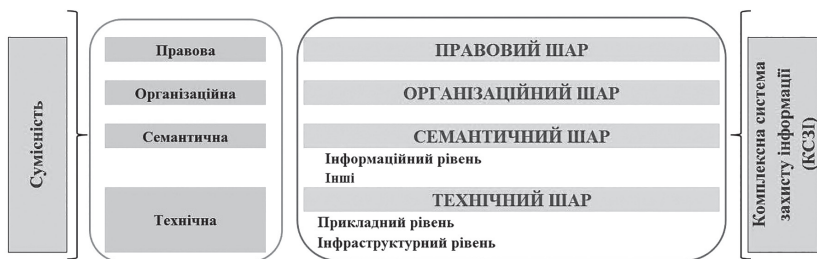 Сумісність
Правова
Організаційна
Семантична
Технічна
ПРАВОВИЙ ШАР
ОРГАНІЗАЦІЙНИЙ ШАР
СЕМАНТИЧНИЙ ШАР
Інформаційний рівень
Інші
ТЕХНІЧНИЙ ШАР
Прикладний рівень
Інфраструктурний рівень
Комплексна система
захисту інформації
(КСЗІ)